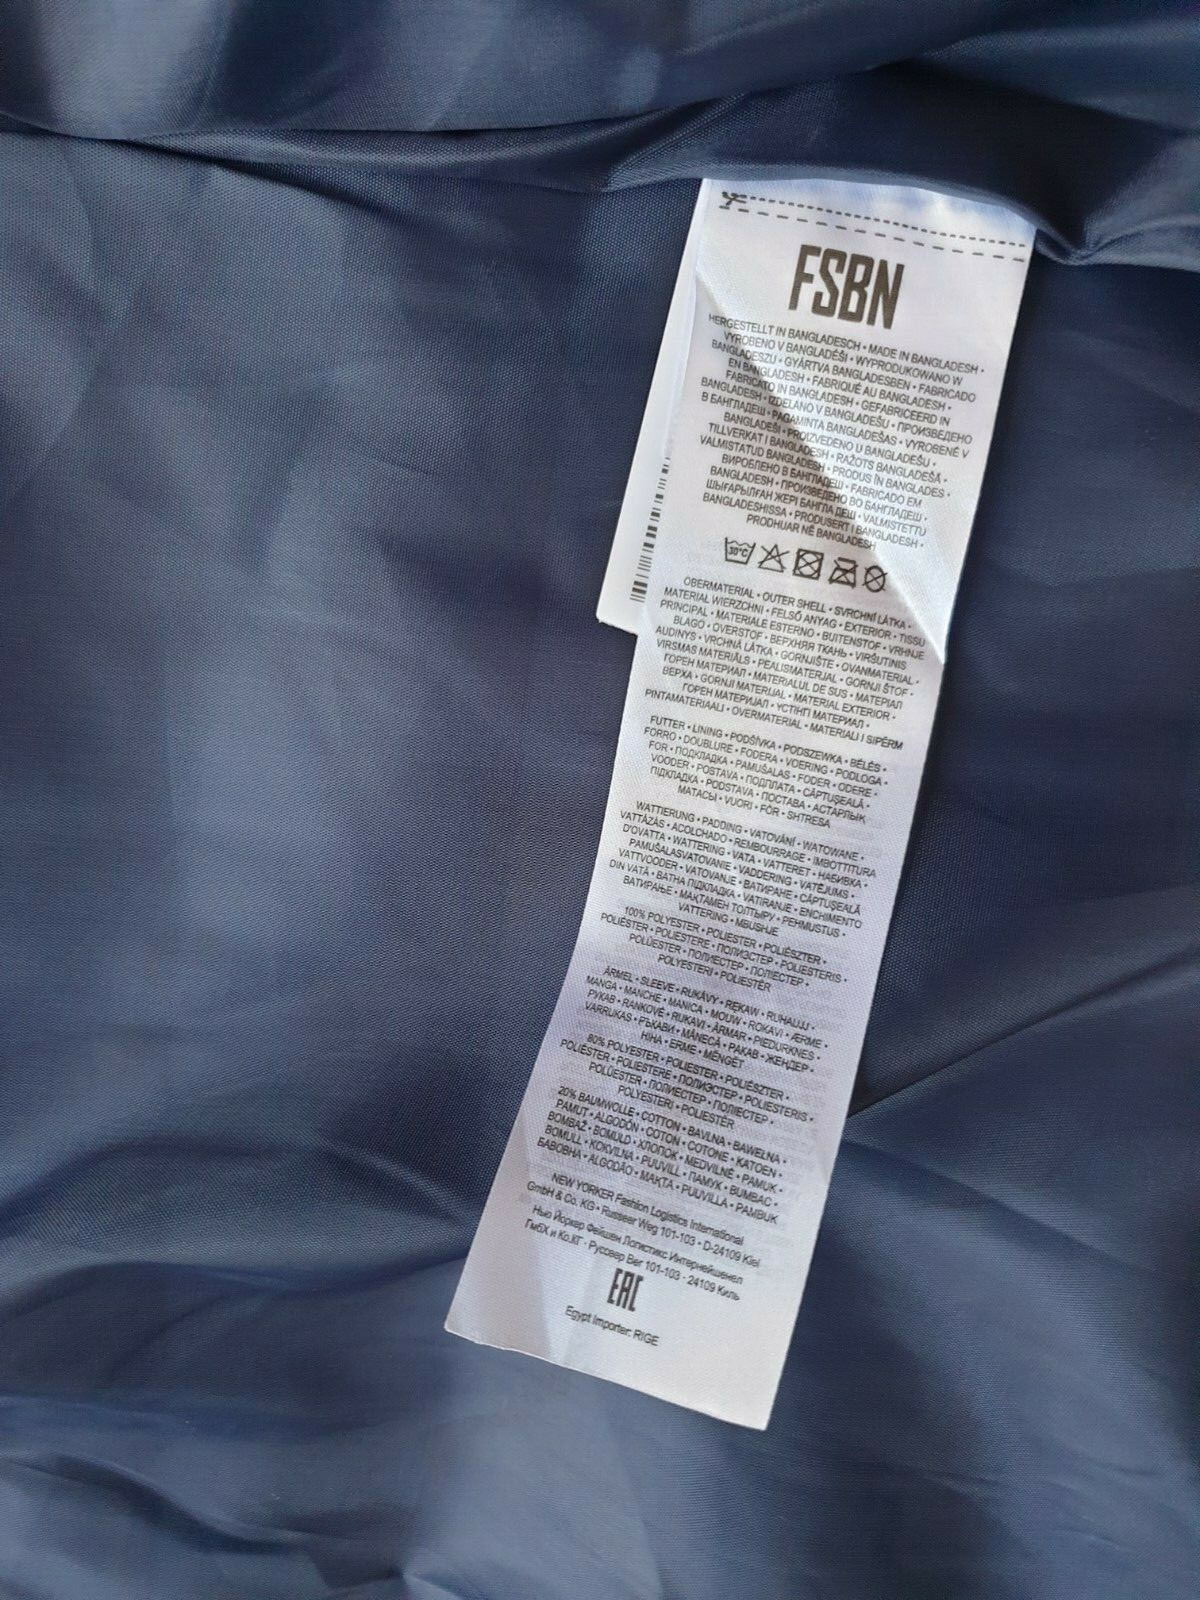 FSBN
HERGESTELLT IN BANGLADESCH • MADE IN BANGLADESH •
VYROBENO V BANGLADÉŠI • WYPRODUKOWANO W
BANGLADESZU • GYÁRTVA BANGLADESBEN • FABRICADO
EN BANGLADESH • FABRIQUÉ AU BANGLADESH •
FABRICATO IN BANGLADESH • GEFABRICEERD IN
BANGLADESH • IZDELANO V BANGLADEŠU • ПРОИЗВЕДЕНО
В БАНГЛАДЕШ • PAGAMINTA BANGLADEŠAS • VYROBENÉ V
BANGLADEŠI • PROIZVEDENO U BANGLADEŠU •
TILLVERKAT I BANGLADESH • RAŽOTS BANGLADEŠĀ •
VALMISTATUD BANGLADESH • PRODUS ÎN BANGLADES •
ВИРОБЛЕНО В БАНГЛАДЕШ • FABRICADO EM
BANGLADESH • ПРОИЗВЕДЕНО ВО БАНГЛАДЕШ •
ШЫҒАРЫЛҒАН ЖЕРІ БАНГЛАДЕШ • VALMISTETTU
BANGLADESHISSA • PRODUSERT I BANGLADESH •
PRODHUAR NË BANGLADESH
30°C
OBERMATERIAL • OUTER SHELL • SVRCHNÍ LÁTKA •
MATERIAL WIERZCHNI • FELSŐ ANYAG • EXTERIOR • TISSU
PRINCIPAL • MATERIALE ESTERNO • BUITENSTOF • VRHNJE
BLAGO • OVERSTOF • ВЕРХНЯЯ ТКАНЬ • VIRŠUTINIS
AUDINYS • VRCHNÁ LÁTKA • GORNJIŠTE • OVANMATERIAL •
VIRSMAS MATERIĀLS • PEALISMATERJAL • GORNJI ŠTOF •
ГОРЕН МАТЕРИАЛ • MATERIALUL DE SUS • МАТЕРІАЛ
ВЕРХА • GORNJI MATERIJAL • MATERIAL EXTERIOR •
ГОРЕН МАТЕРИЈАЛ • ҮСТІҢГІ МАТЕРИАЛ •
PINTAMATERIAALI • OVERMATERIAL • MATERIALI I SIPËRM
FUTTER • LINING • PODŠÍVKA • PODSZEWKA • BÉLÉS •
FORRO • DOUBLURE • FODERA • VOERING • PODLOGA •
FOR • ПОДКЛАДКА • PAMUŠALAS • FODER • ODERE •
VOODER • POSTAVA • ПОДПЛАТА • CĂPTUŞEALĂ •
ПІДКЛАДКА • PODSTAVA • ПОСТАВА • АСТАРЛЫҚ
МАТАСЫ • VUORI • FÔR • SHTRESA
WATTIERUNG • PADDING • VATOVÁNÍ • WATOWANE •
VATTÁZÁS • ACOLCHADO • REMBOURRAGE • IMBOTTITURA
D'OVATTA • WATTERING • VATA • VATTERET • НАБИВКА •
PAMUŠALASVATOVANIE • VADDERING • VATĒJUMS •
VATTVOODER • VATOVANJE • ВАТИРАНЕ • CĂPTUŞEALĂ
DIN VATĂ • ВАТНА ПІДКЛАДКА • VATIRANJE • ENCHIMENTO
ВАТИРАЊЕ • МАҚТАМЕН ТОЛТЫРУ • PEHMUSTUS •
VATTERING • MBUSHJE
100% POLYESTER • POLIESTER • POLIÉSZTER •
POLIÉSTER • POLIESTERE • ПОЛИЭСТЕР • POLIESTERIS •
POLÜESTER • ПОЛИЕСТЕР • ПОЛІЕСТЕР •
POLYESTERI • POLIESTËR
ÄRMEL • SLEEVE • RUKÁVY • RĘKAW • RUHAUJJ •
MANGA • MANCHE • MANICA • MOUW • ROKAVI • ÆRME •
РУКАВ • RANKOVĖ • RUKAVI • ÄRMAR • PIEDURKNES •
VARRUKAS • РЪКАВИ • MÂNECĂ • РАКАВ • ЖЕҢДЕР •
HIHA • ERME • MËNGËT
80% POLYESTER • POLIESTER • POLIÉSZTER •
POLIÉSTER • POLIESTERE • ПОЛИЭСТЕР • POLIESTERIS •
POLÜESTER • ПОЛИЕСТЕР • ПОЛІЕСТЕР •
POLYESTERI • POLIESTËR
20% BAUMWOLLE • COTTON • BAVLNA • BAWEŁNA •
PAMUT • ALGODÓN • COTON • COTONE • KATOEN •
BOMBAŽ • BOMULD • ХЛОПОК • MEDVILNĖ • PAMUK •
BOMULL • KOKVILNA • PUUVILL • ПАМУК • BUMBAC •
БАВОВНА • ALGODÃO • МАҚТА • PUUVILLA • PAMBUK
NEW YORKER Fashion Logistics International
GmbH & Co. KG • Russeer Weg 101-103 • D-24109 Kiel
Нью Йоркер Фейшен Логистикс Интернейшенел
ГмбХ и Ко.КГ · Руссеер Вег 101-103 · 24109 Киль
EAC
Egypt Importer: RIGE